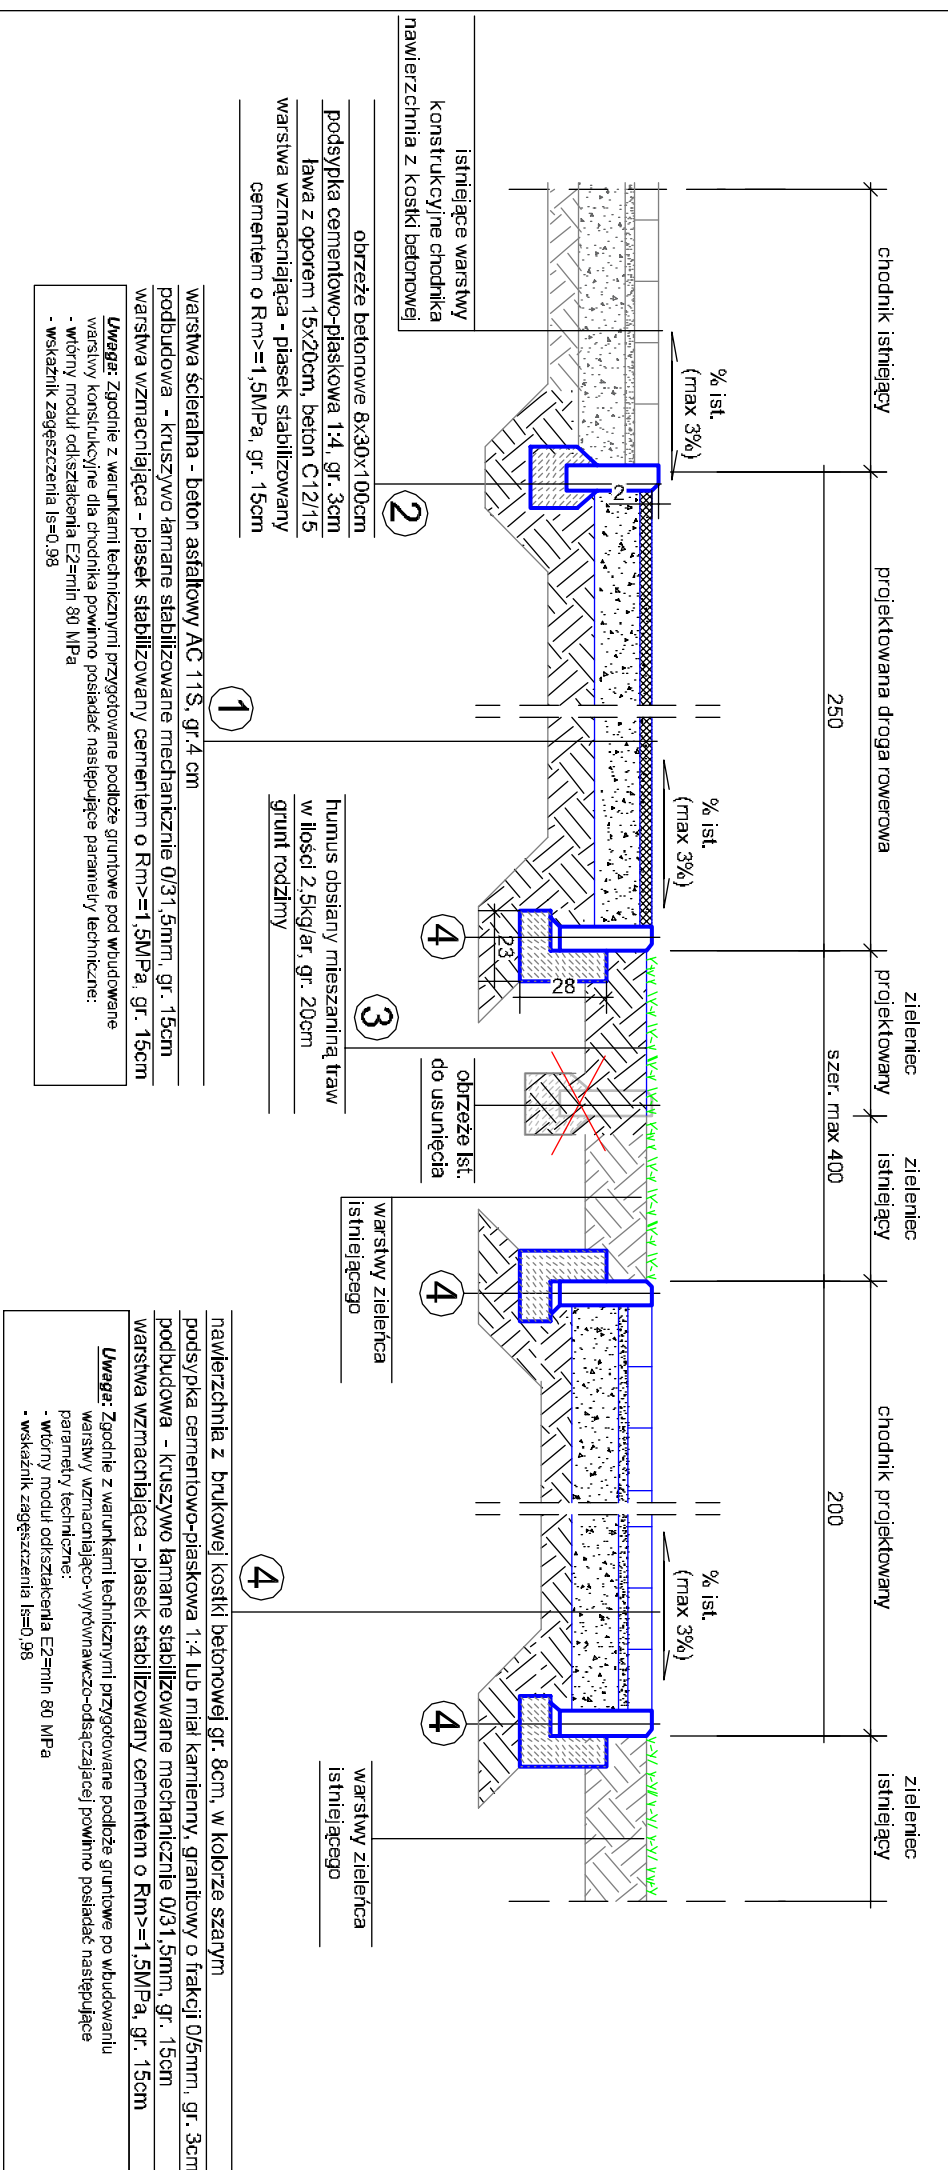 chodnik istniejący
projektowana droga rowerowa
zieleniec
projektowany
zieleniec
istniejący
chodnik projektowany
zieleniec
istniejący
250
szer. max 400
200
% ist.
(max 3%)
% ist.
(max 3%)
% ist.
(max 3%)
2
23
28
istniejące warstwy
konstrukcyjne chodnika
nawierzchnia z kostki betonowej
2
obrzeże betonowe 8x30x100cm
podsypka cementowo-piaskowa 1:4, gr. 3cm
ława z oporem 15x20cm, beton C12/15
warstwa wzmacniająca - piasek stabilizowany
cementem o Rm>=1,5MPa, gr. 15cm
1
warstwa ścieralna - beton asfaltowy AC 11S, gr.4 cm
podbudowa - kruszywo łamane stabilizowane mechanicznie 0/31,5mm, gr. 15cm
warstwa wzmacniająca - piasek stabilizowany cementem o Rm>=1,5MPa, gr. 15cm
Uwaga: Zgodnie z warunkami technicznymi przygotowane podłoże gruntowe pod wbudowane
warstwy konstrukcyjne dla chodnika powinno posiadać następujące parametry techniczne:
- wtórny moduł odkształcenia E2=min 80 MPa
- wskaźnik zagęszczenia Is=0.98
4
3
humus obsiany mieszaniną traw
w ilości 2,5kg/ar, gr. 20cm
grunt rodzimy
obrzeże ist.
do usunięcia
warstwy zieleńca
istniejącego
4
4
nawierzchnia z brukowej kostki betonowej gr. 8cm, w kolorze szarym
podsypka cementowo-piaskowa 1:4 lub miał kamienny, granitowy o frakcji 0/5mm, gr. 3cm
podbudowa - kruszywo łamane stabilizowane mechanicznie 0/31,5mm, gr. 15cm
warstwa wzmacniająca - piasek stabilizowany cementem o Rm>=1,5MPa, gr. 15cm
Uwaga: Zgodnie z warunkami technicznymi przygotowane podłoże gruntowe po wbudowaniu
warstwy wzmacniająco-wyrównawczo-odsączajacej powinno posiadać następujące
parametry techniczne:
- wtórny moduł odkształcenia E2=min 80 MPa
- wskaźnik zagęszczenia Is=0,98
4
warstwy zieleńca
istniejącego